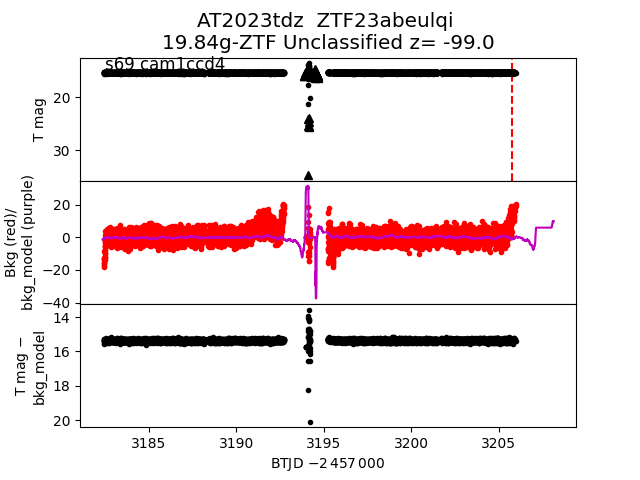 AT2023tdz  ZTF23abeulqi
19.84g-ZTF Unclassified z= -99.0
s69 cam1ccd4
20
30
T mag
20
0
−20
−40
Bkg (red)/
bkg_model (purple)
14
16
18
20
T mag −
bkg_model
3185
3190
3195
3200
3205
BTJD −2 457 000